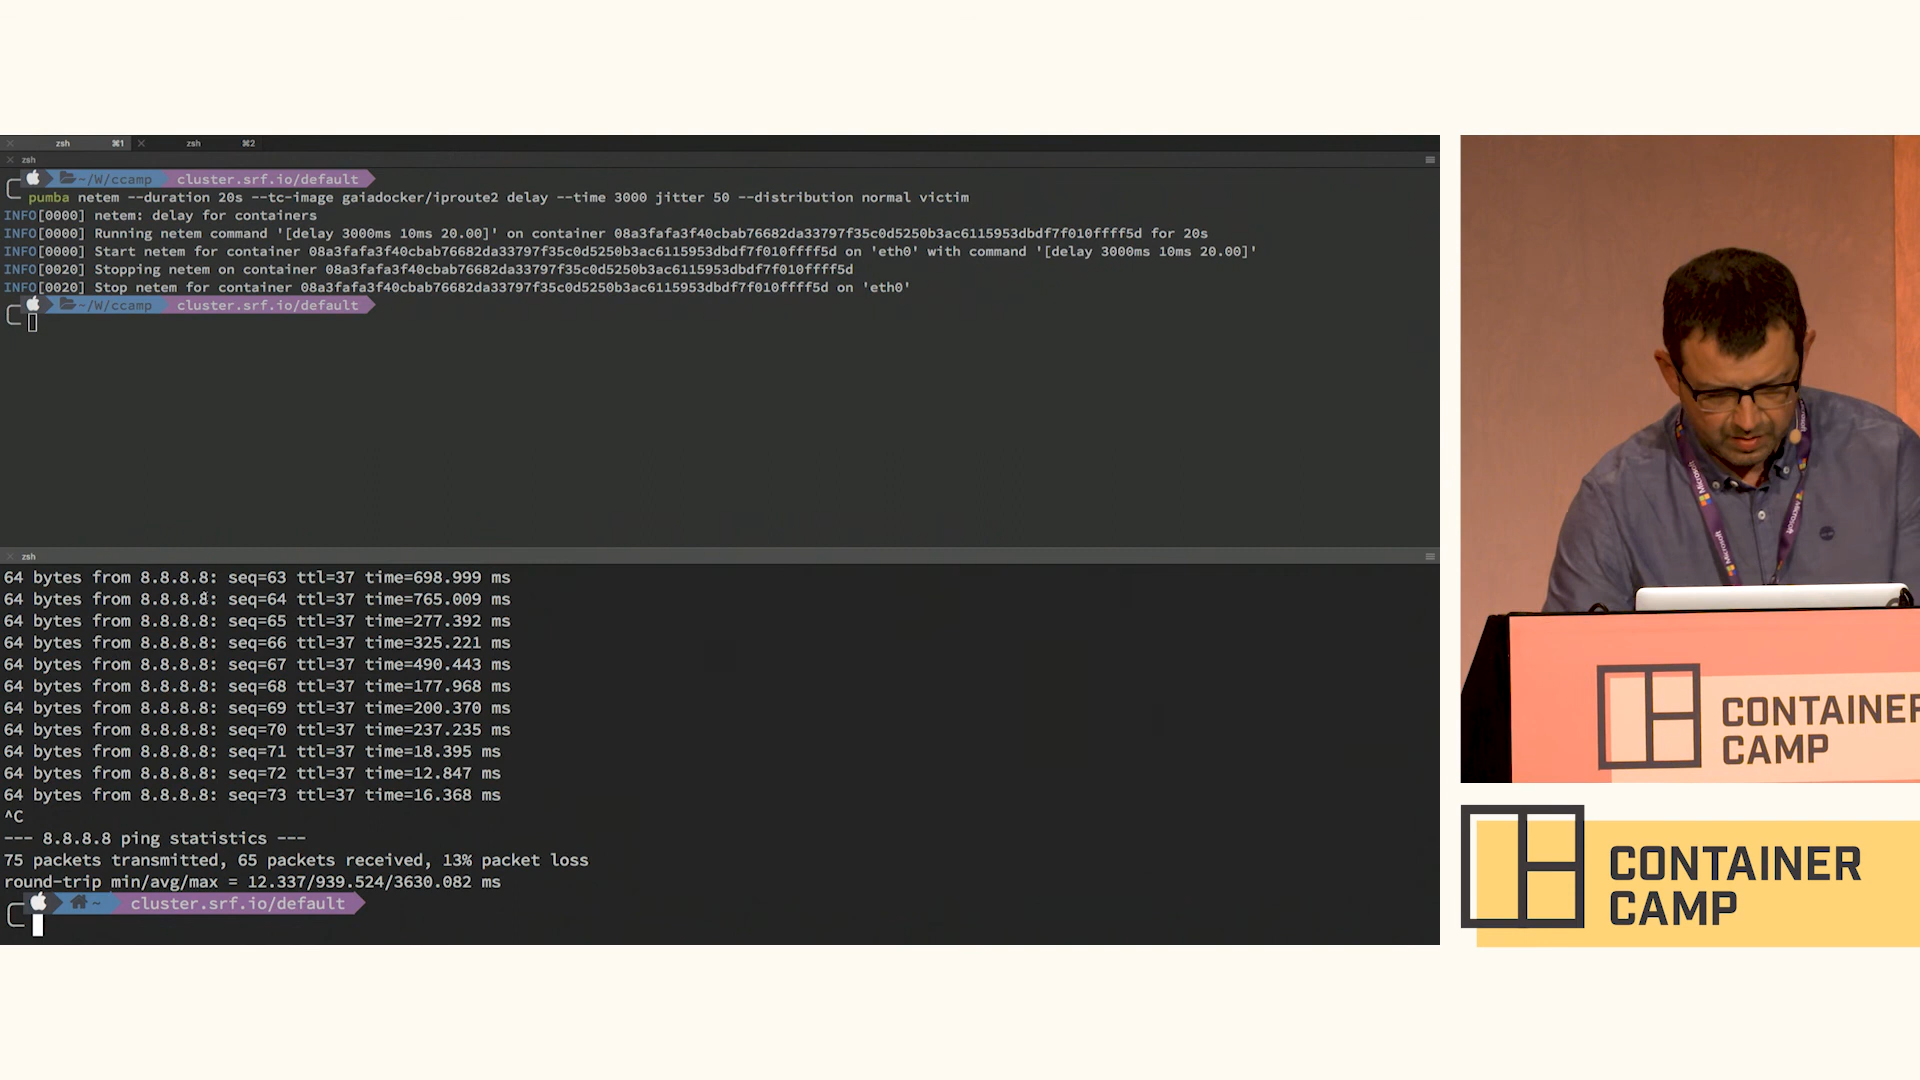 zsh ⌘1 zsh ⌘2
zsh
~/W/ccamp cluster.srf.io/default
pumba netem --duration 20s --tc-image gaiadocker/iproute2 delay --time 3000 jitter 50 --distribution normal victim
INFO[0000] netem: delay for containers
INFO[0000] Running netem command '[delay 3000ms 10ms 20.00]' on container 08a3fafa3f40cbab76682da33797f35c0d5250b3ac6115953dbdf7f010ffff5d for 20s
INFO[0000] Start netem for container 08a3fafa3f40cbab76682da33797f35c0d5250b3ac6115953dbdf7f010ffff5d on 'eth0' with command '[delay 3000ms 10ms 20.00]'
INFO[0020] Stopping netem on container 08a3fafa3f40cbab76682da33797f35c0d5250b3ac6115953dbdf7f010ffff5d
INFO[0020] Stop netem for container 08a3fafa3f40cbab76682da33797f35c0d5250b3ac6115953dbdf7f010ffff5d on 'eth0'
~/W/ccamp cluster.srf.io/default
zsh
64 bytes from 8.8.8.8: seq=63 ttl=37 time=698.999 ms
64 bytes from 8.8.8.8: seq=64 ttl=37 time=765.009 ms
64 bytes from 8.8.8.8: seq=65 ttl=37 time=277.392 ms
64 bytes from 8.8.8.8: seq=66 ttl=37 time=325.221 ms
64 bytes from 8.8.8.8: seq=67 ttl=37 time=490.443 ms
64 bytes from 8.8.8.8: seq=68 ttl=37 time=177.968 ms
64 bytes from 8.8.8.8: seq=69 ttl=37 time=200.370 ms
64 bytes from 8.8.8.8: seq=70 ttl=37 time=237.235 ms
64 bytes from 8.8.8.8: seq=71 ttl=37 time=18.395 ms
64 bytes from 8.8.8.8: seq=72 ttl=37 time=12.847 ms
64 bytes from 8.8.8.8: seq=73 ttl=37 time=16.368 ms
^C
--- 8.8.8.8 ping statistics ---
75 packets transmitted, 65 packets received, 13% packet loss
round-trip min/avg/max = 12.337/939.524/3630.082 ms
~ cluster.srf.io/default
Microsoft
Microsoft
Microsoft
Microsoft
CONTAINER
CAMP
CONTAINER
CAMP